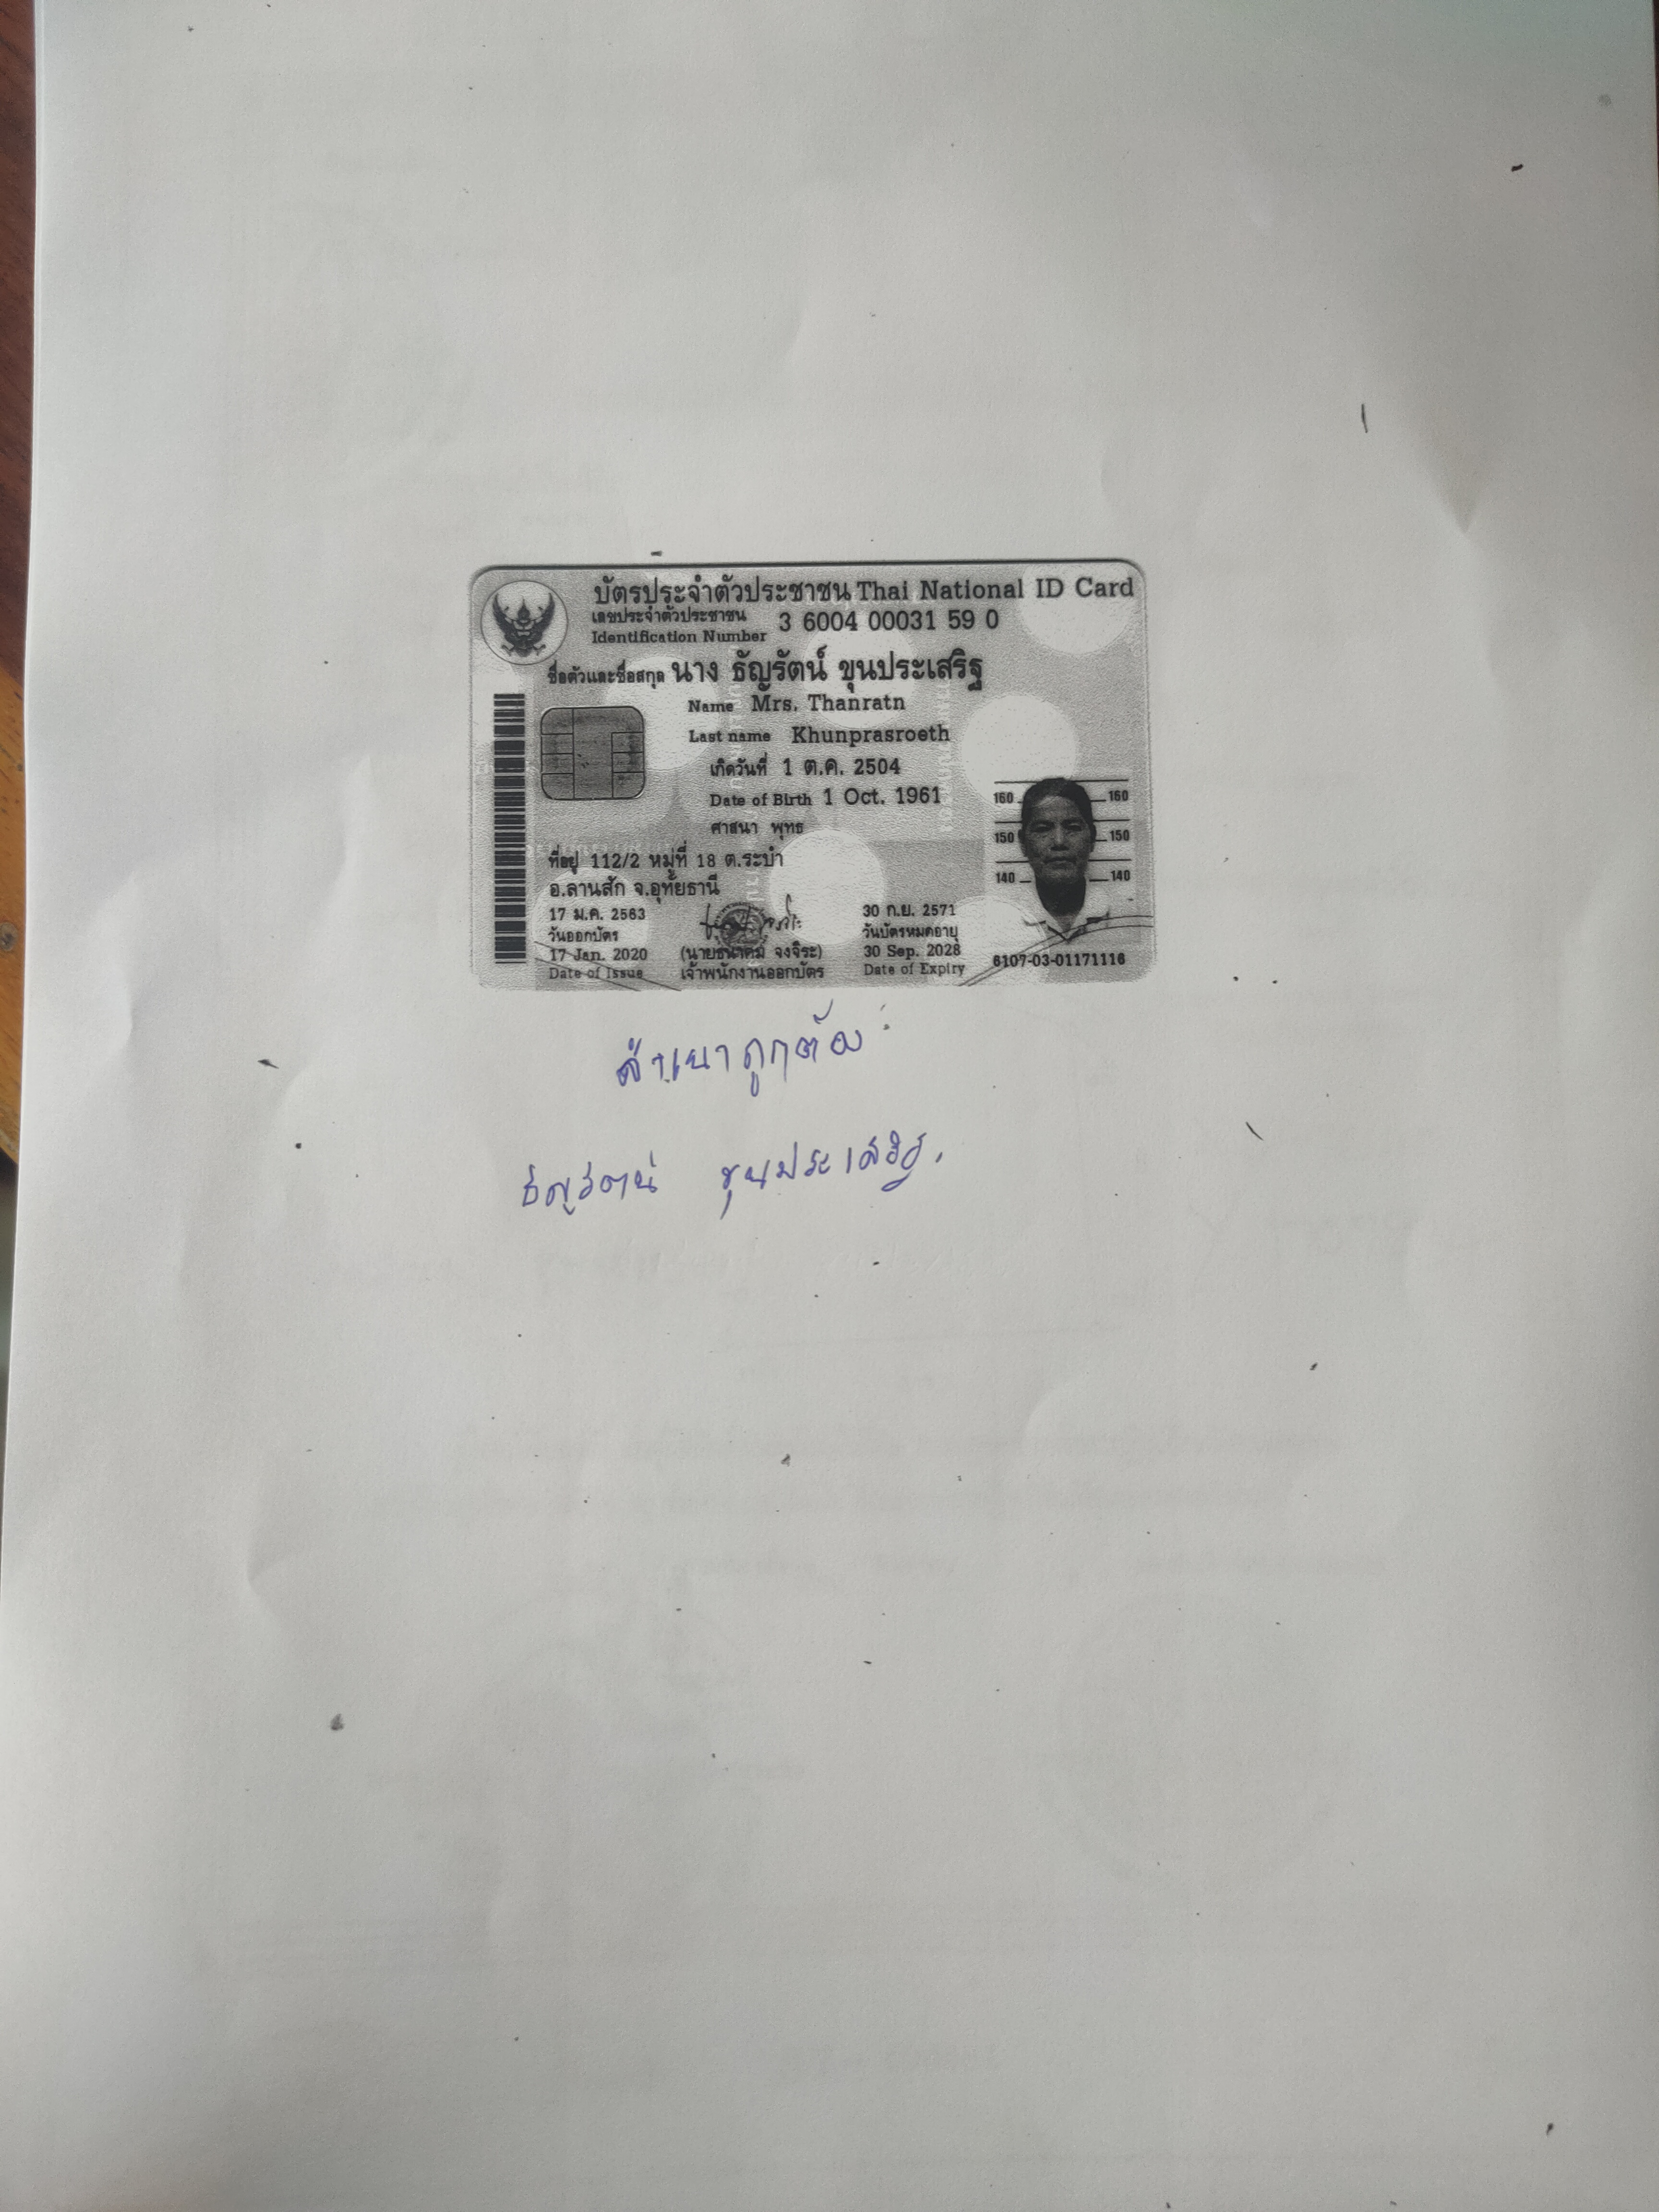 บัตรประจำตัวประชาชน Thai National ID Card
เลขประจำตัวประชาชน
Identification Number 3 6004 00031 59 0
ชื่อตัวและชื่อสกุล นาง ธัญรัตน์ ขุนประเสริฐ
Name Mrs. Thanratn
Last name Khunprasroeth
เกิดวันที่ 1 ต.ค. 2504
Date of Birth 1 Oct. 1961
ศาสนา พุทธ
ที่อยู่ 112/2 หมู่ที่ 18 ต.ระบำ
อ.ลานสัก จ.อุทัยธานี
160 160
150 150
140 140
17 ม.ค. 2563
วันออกบัตร
17 Jan. 2020
Date of Issue
(นายธนาคม จงจิระ)
เจ้าพนักงานออกบัตร
30 ก.ย. 2571
วันบัตรหมดอายุ
30 Sep. 2028
Date of Expiry
6107-03-01171116
สำเนาถูกต้อง
ธัญรัตน์ ขุนประเสริฐ